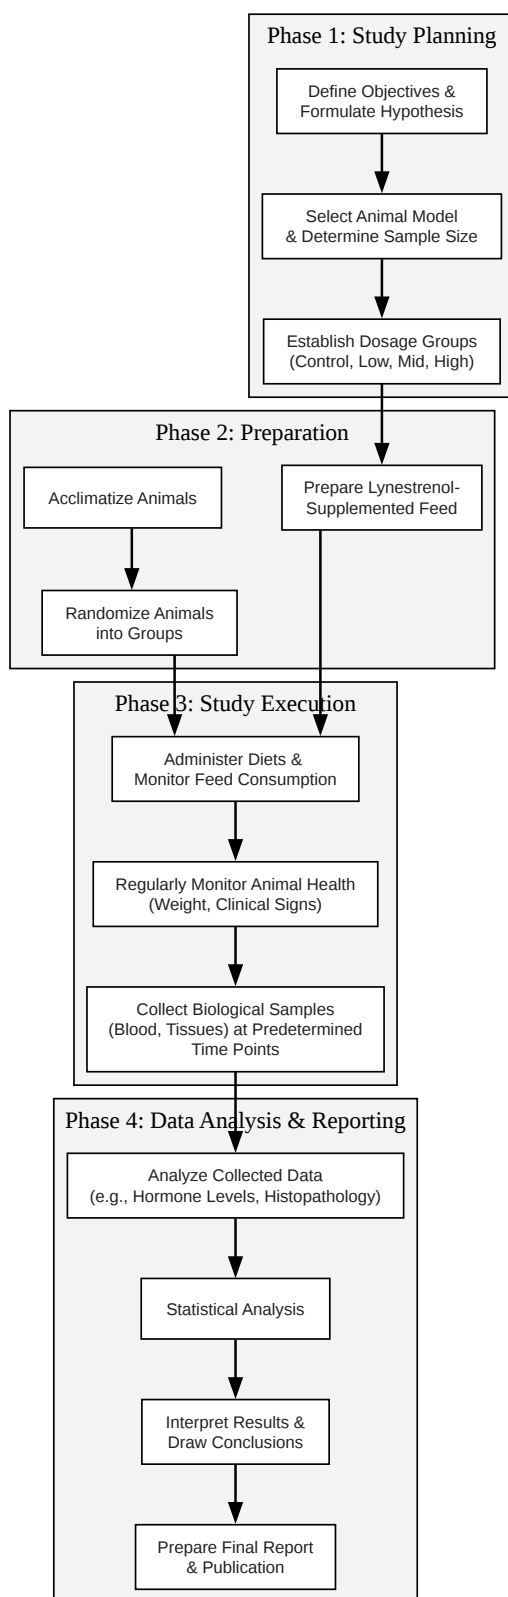 Phase 1: Study Planning
Define Objectives &
Formulate Hypothesis
Select Animal Model
& Determine Sample Size
Establish Dosage Groups
(Control, Low, Mid, High)
Phase 2: Preparation
Acclimatize Animals
Prepare Lynestrenol-
Supplemented Feed
Randomize Animals
into Groups
Phase 3: Study Execution
Administer Diets &
Monitor Feed Consumption
Regularly Monitor Animal Health
(Weight, Clinical Signs)
Collect Biological Samples
(Blood, Tissues) at Predetermined
Time Points
Phase 4: Data Analysis & Reporting
Analyze Collected Data
(e.g., Hormone Levels, Histopathology)
Statistical Analysis
Interpret Results &
Draw Conclusions
Prepare Final Report
& Publication